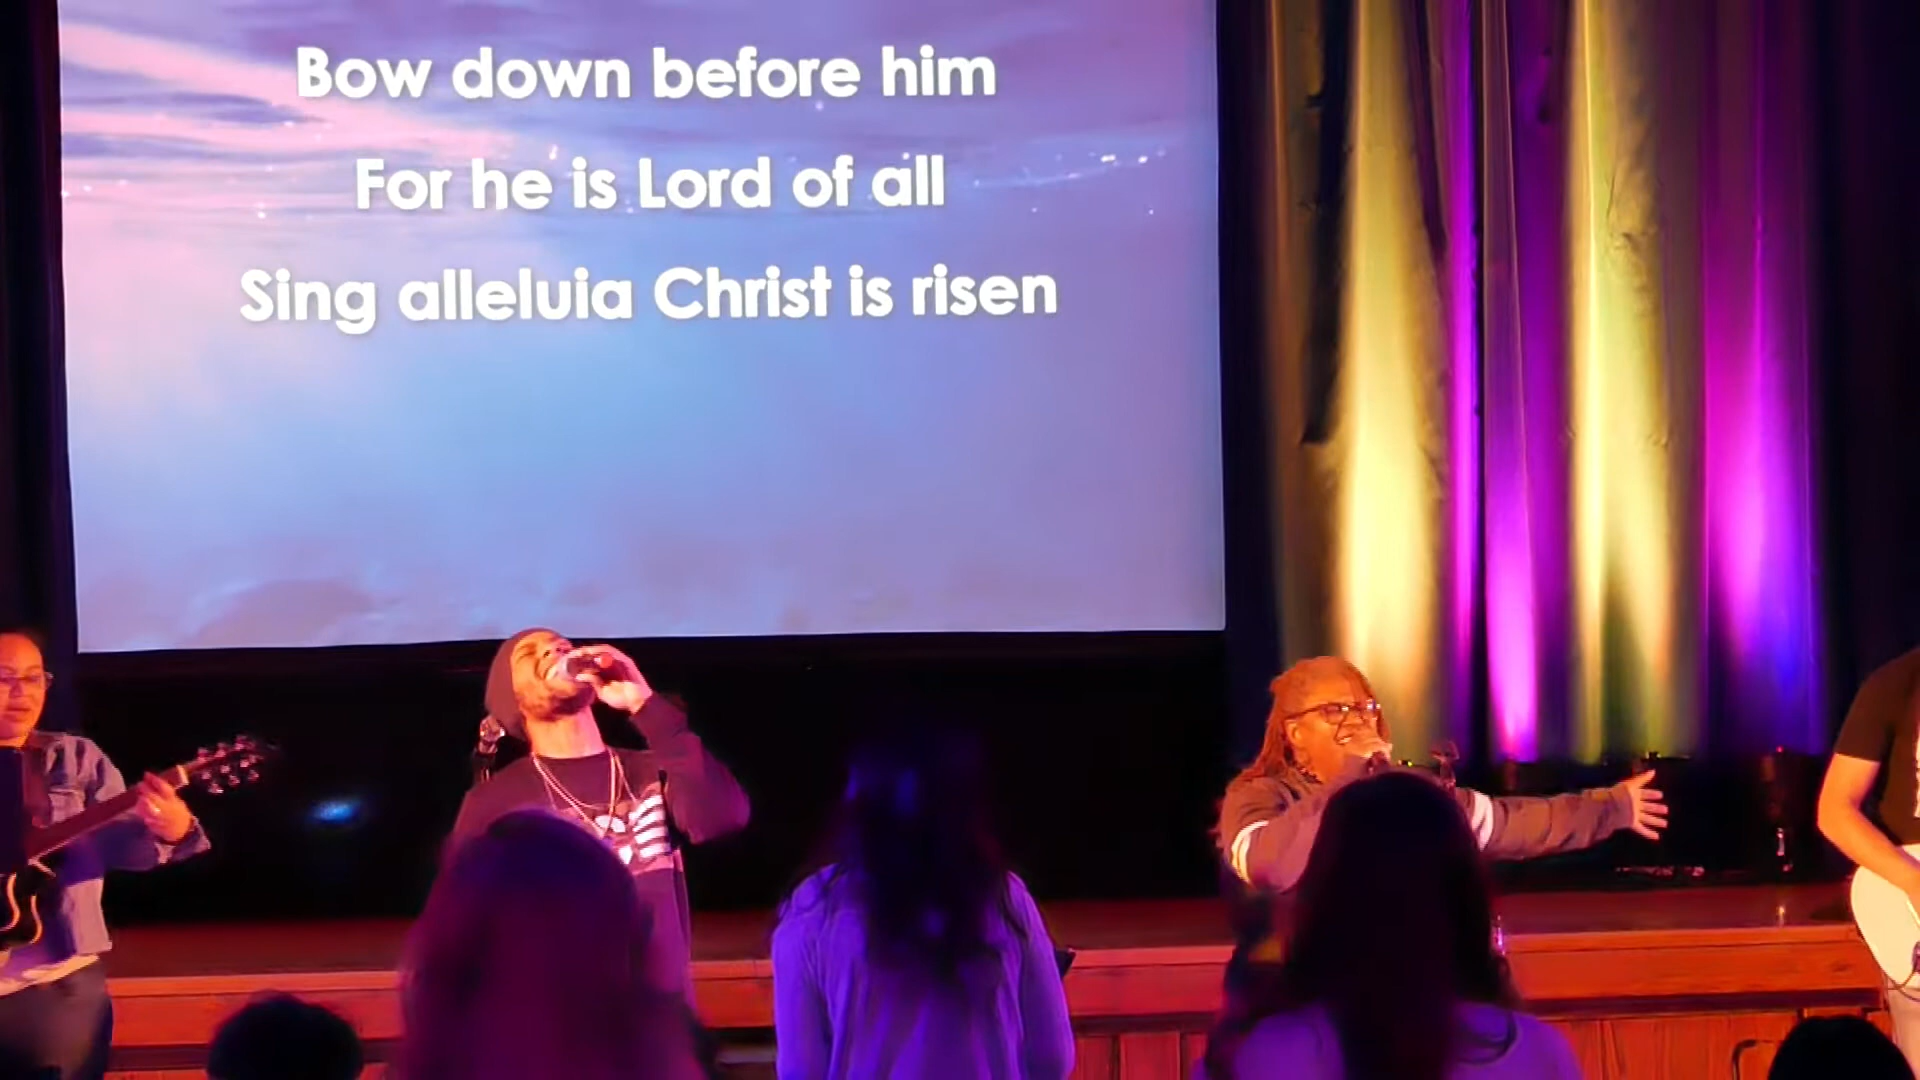 Bow down before him
For he is Lord of all
Sing alleluia Christ is risen